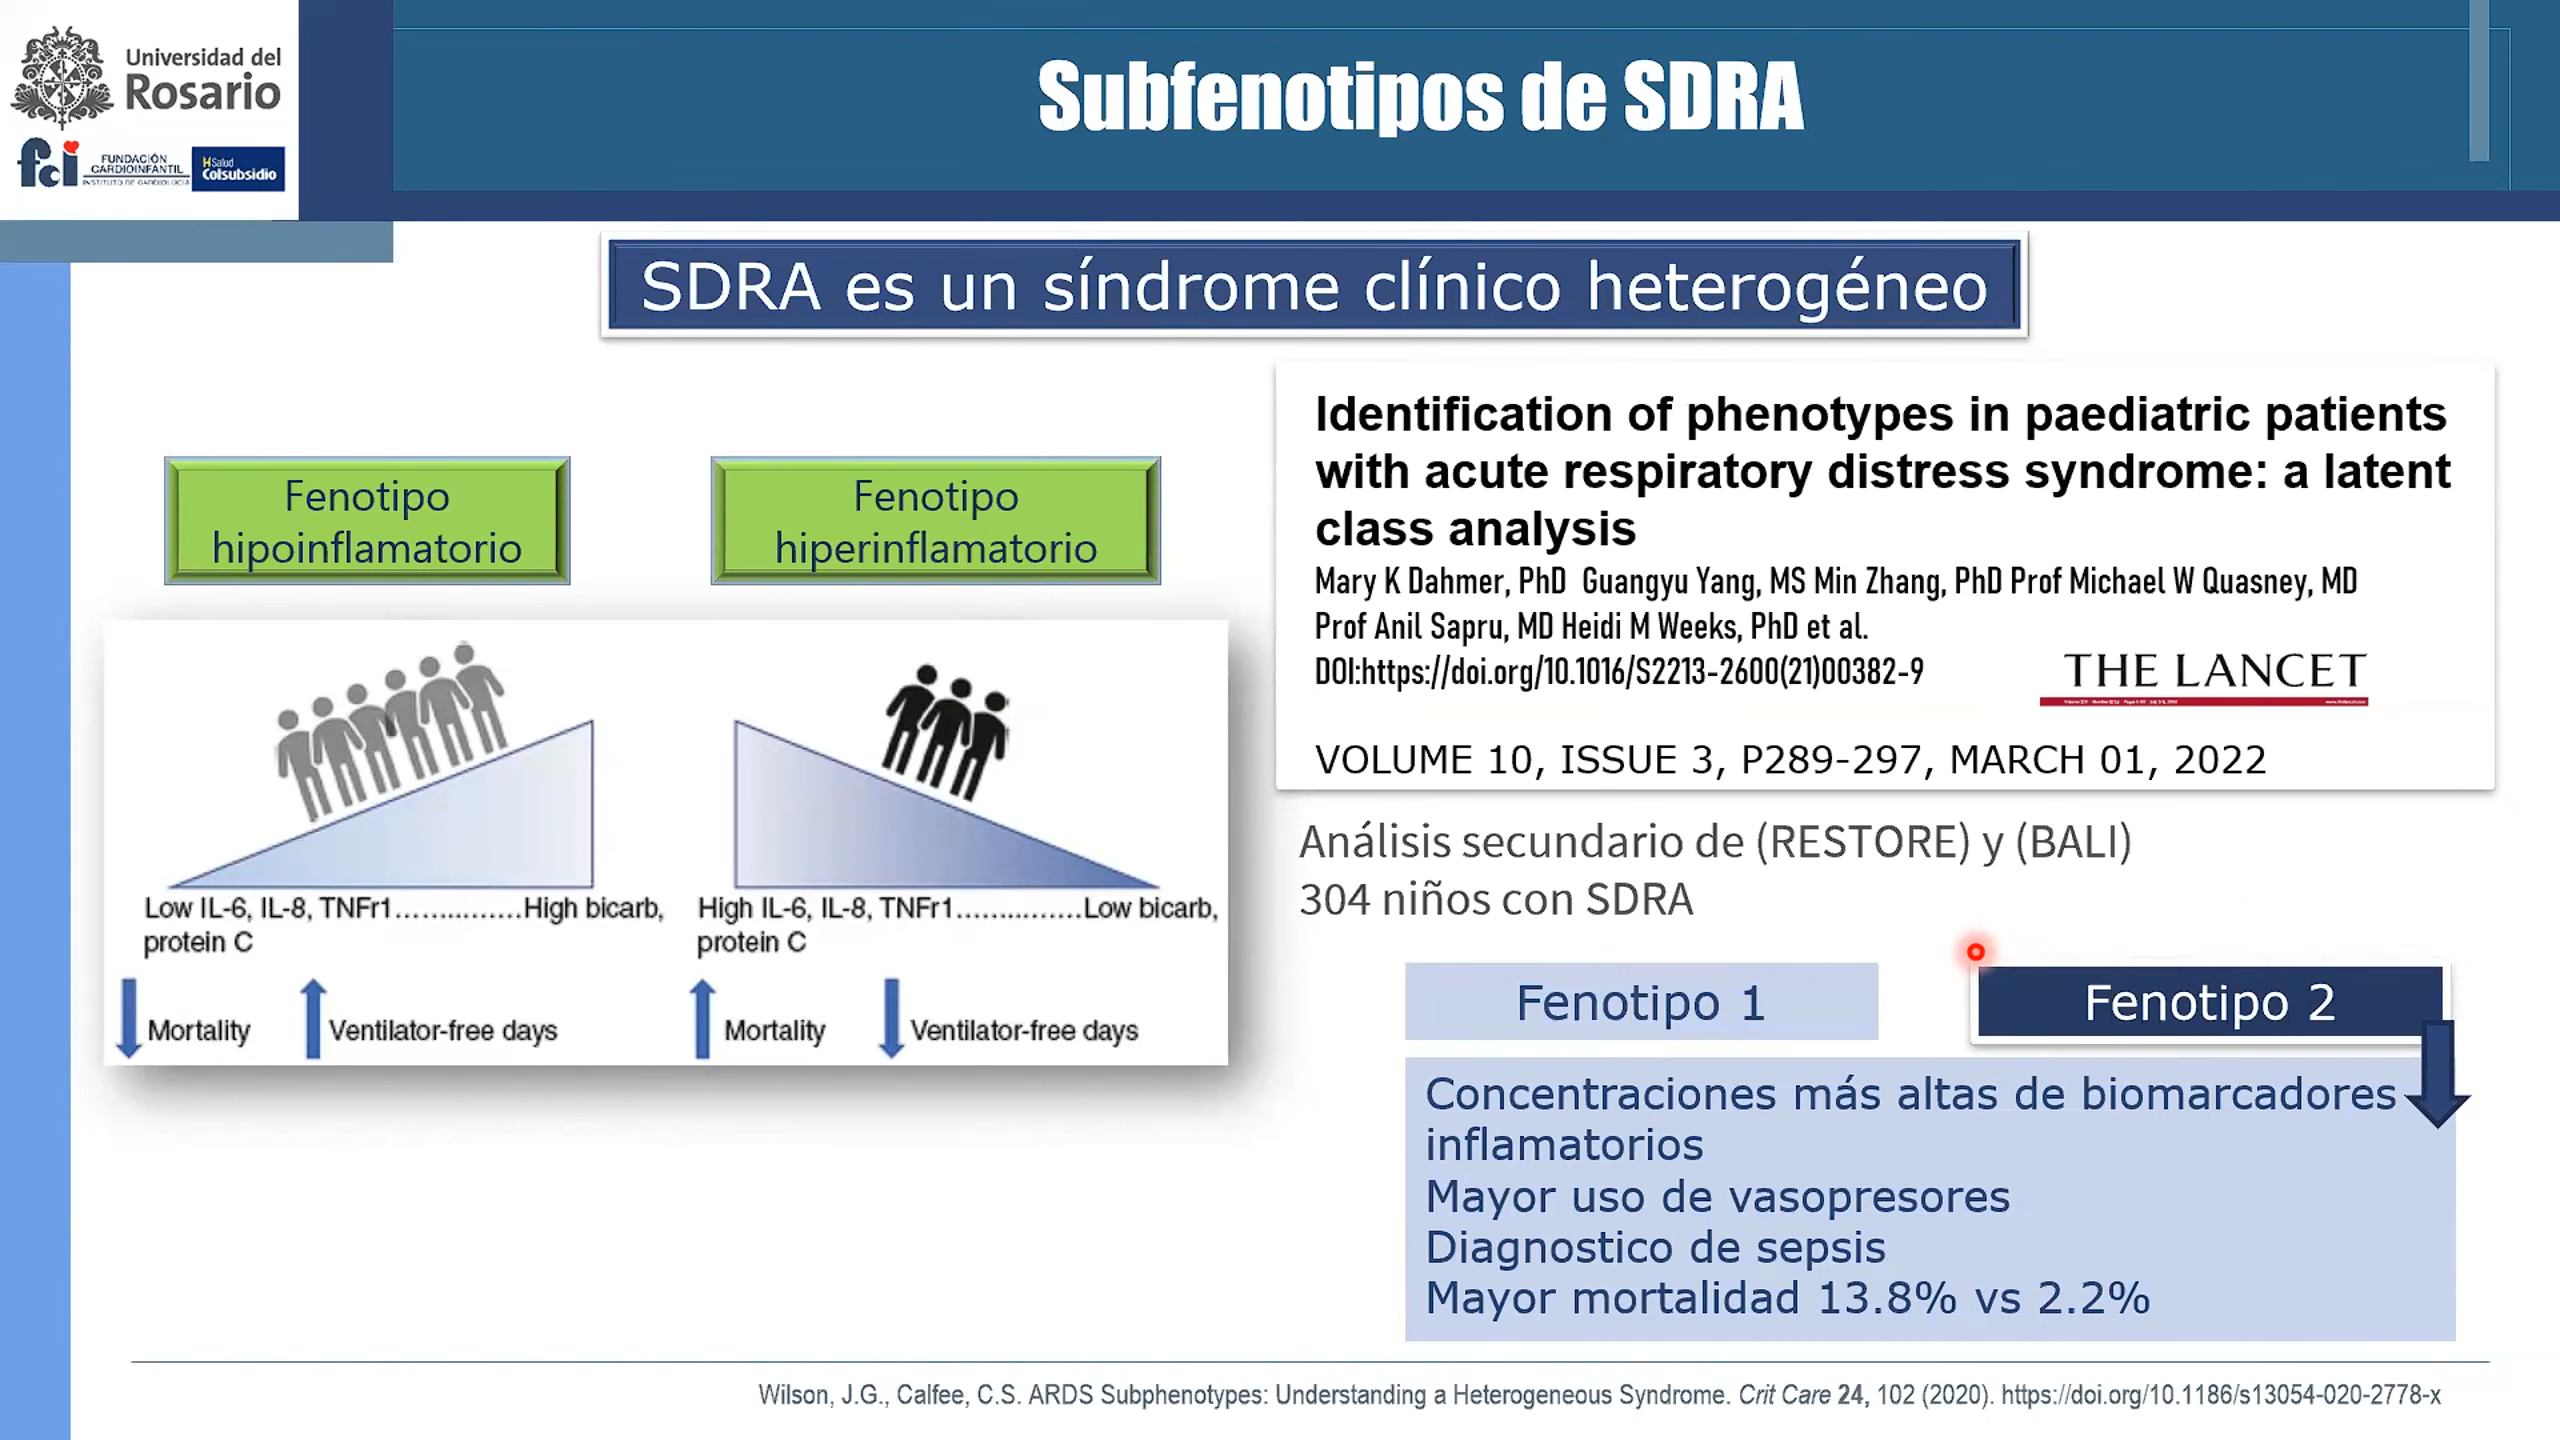 Universidad del
Rosario
fci
FUNDACIÓN
CARDIOINFANTIL
INSTITUTO DE CARDIOLOGÍA
Salud
Colsubsidio
Subfenotipos de SDRA
SDRA es un síndrome clínico heterogéneo
Fenotipo
hipoinflamatorio
Fenotipo
hiperinflamatorio
Low IL-6, IL-8, TNFr1...............High bicarb,
protein C
Mortality
Ventilator-free days
High IL-6, IL-8, TNFr1...............Low bicarb,
protein C
Mortality
Ventilator-free days
Identification of phenotypes in paediatric patients
with acute respiratory distress syndrome: a latent
class analysis
Mary K Dahmer, PhD Guangyu Yang, MS Min Zhang, PhD Prof Michael W Quasney, MD
Prof Anil Sapru, MD Heidi M Weeks, PhD et al.
DOI:https://doi.org/10.1016/S2213-2600(21)00382-9
THE LANCET
VOLUME 10, ISSUE 3, P289-297, MARCH 01, 2022
Análisis secundario de (RESTORE) y (BALI)
304 niños con SDRA
Fenotipo 1
Fenotipo 2
Concentraciones más altas de biomarcadores
inflamatorios
Mayor uso de vasopresores
Diagnostico de sepsis
Mayor mortalidad 13.8% vs 2.2%
Wilson, J.G., Calfee, C.S. ARDS Subphenotypes: Understanding a Heterogeneous Syndrome. Crit Care 24, 102 (2020). https://doi.org/10.1186/s13054-020-2778-x